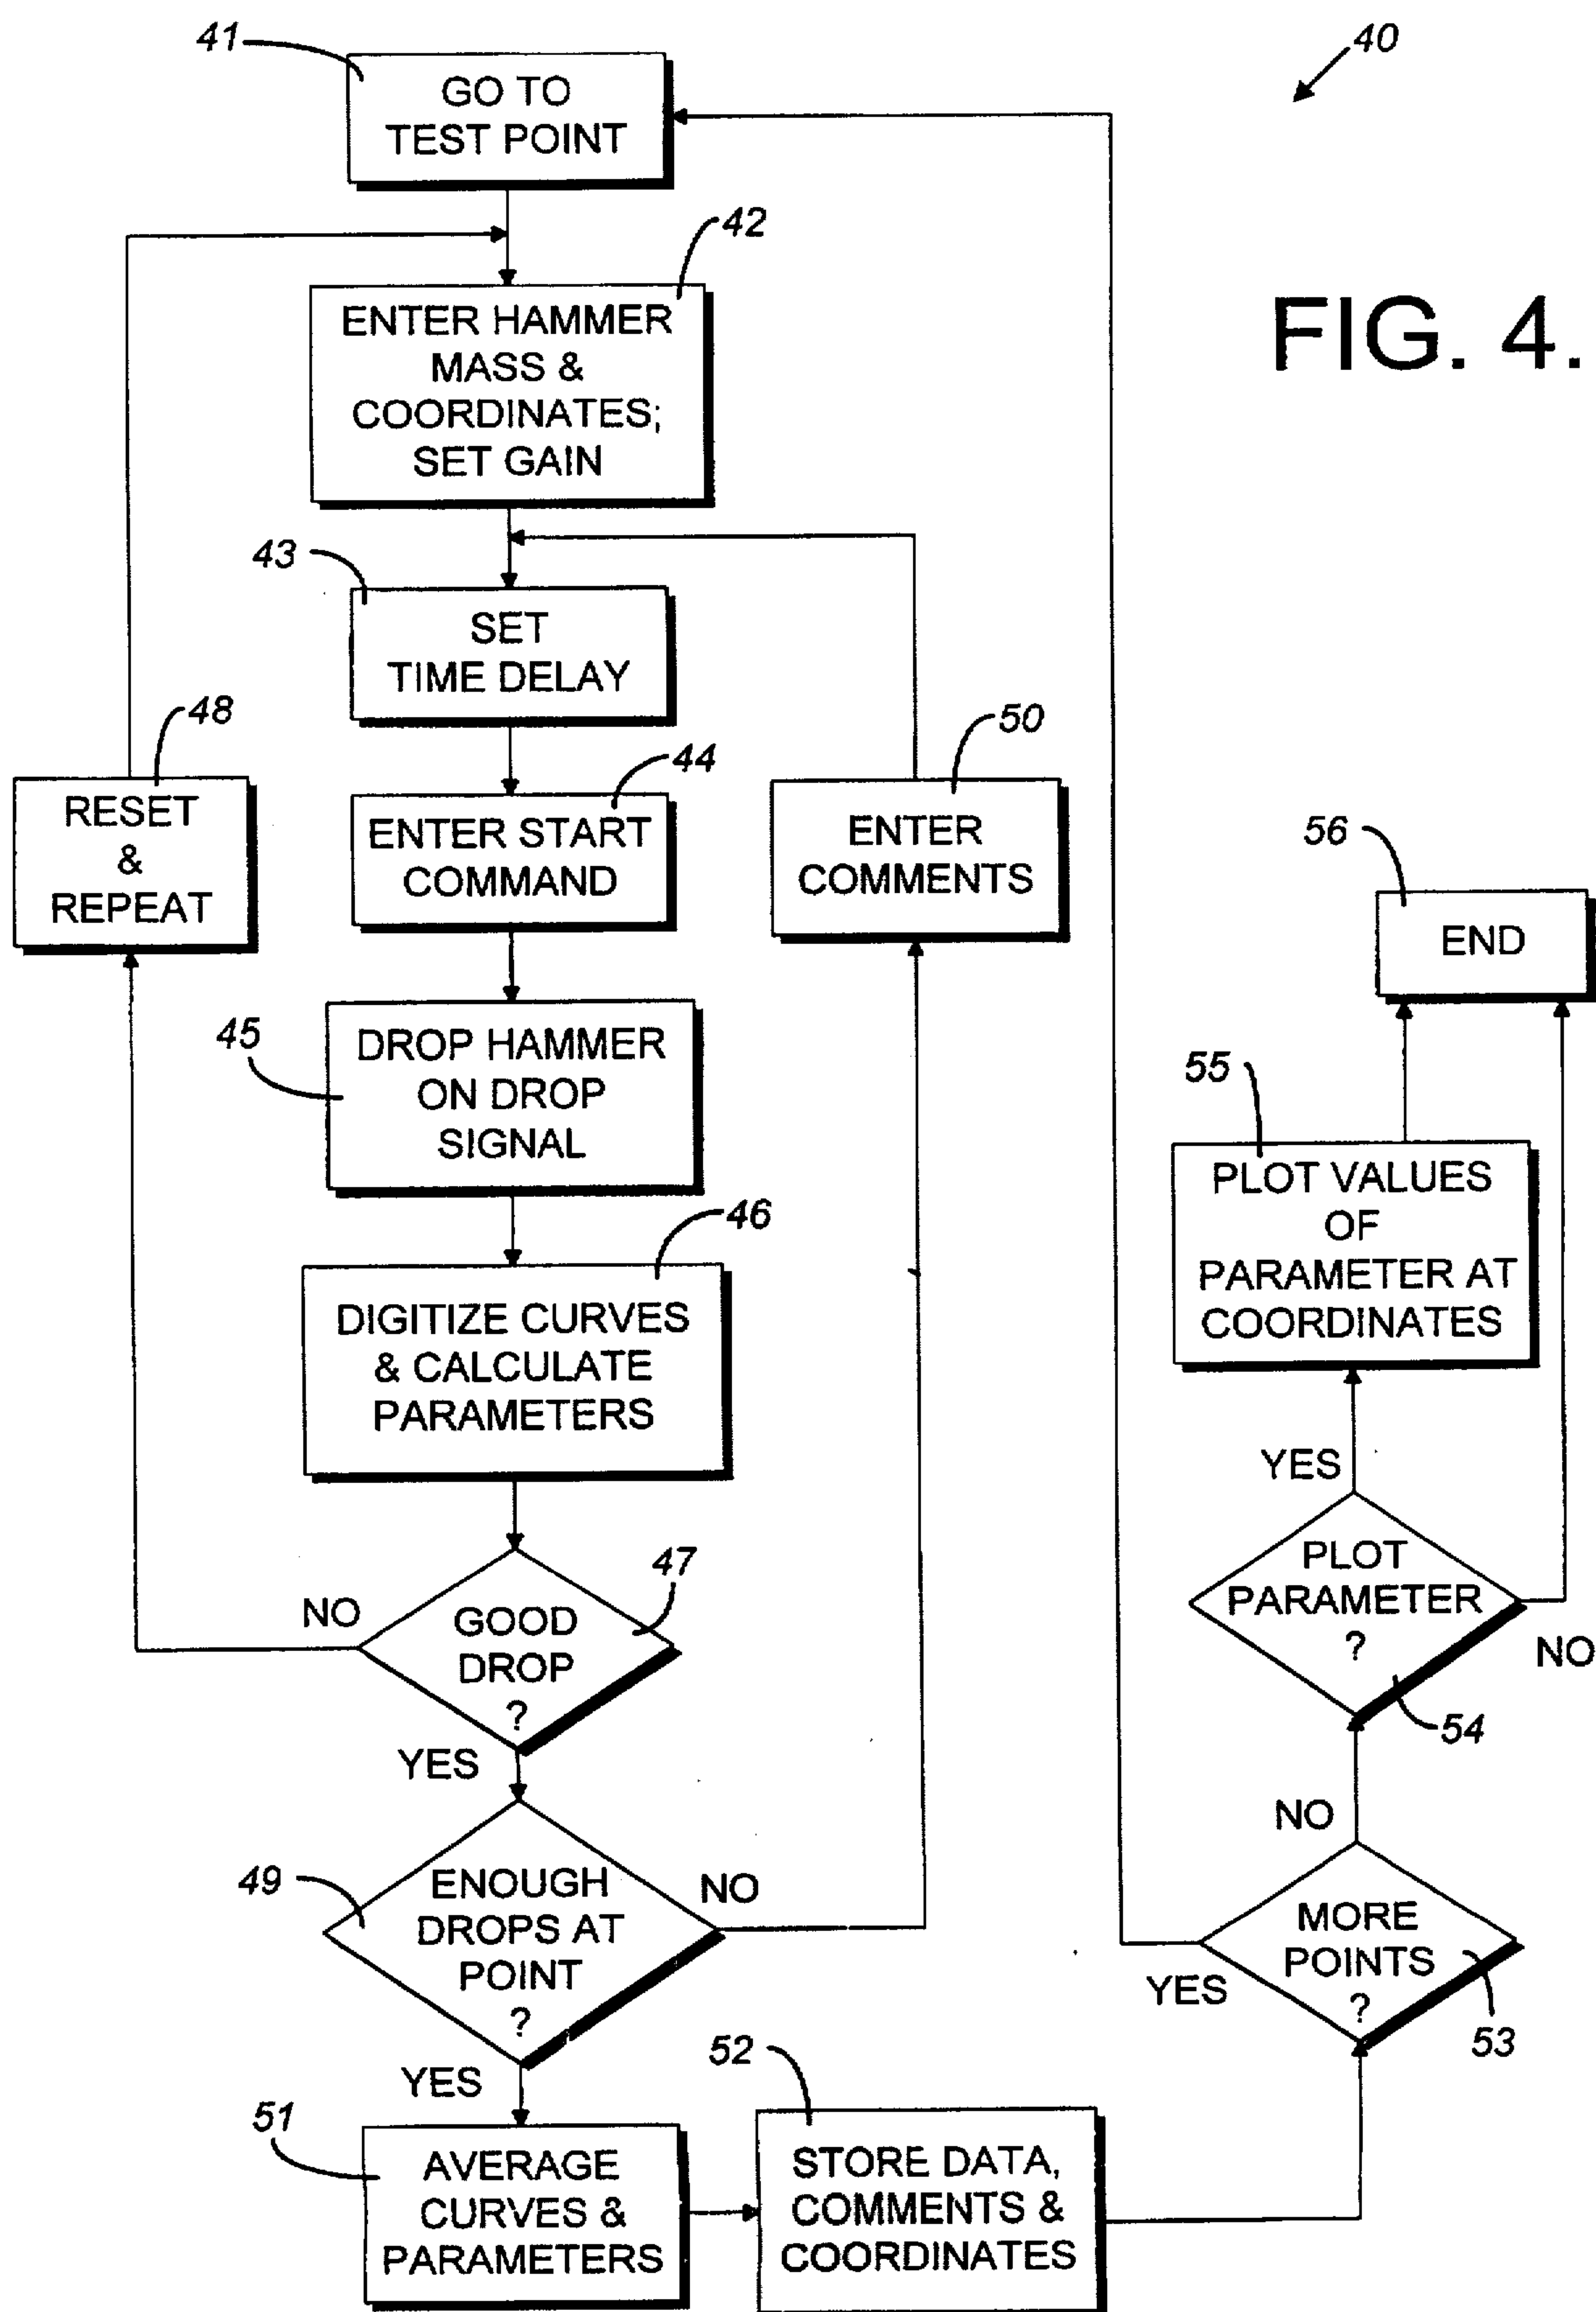 41
40
GO TO
TEST POINT
42
FIG. 4.
ENTER HAMMER
MASS &
COORDINATES;
SET GAIN
43
SET
TIME DELAY
48
50
44
RESET
&
REPEAT
ENTER START
COMMAND
ENTER
COMMENTS
56
END
45
DROP HAMMER
ON DROP
SIGNAL
55
PLOT VALUES
OF
PARAMETER AT
COORDINATES
46
DIGITIZE CURVES
& CALCULATE
PARAMETERS
YES
47
NO
GOOD
DROP
?
PLOT
PARAMETER
?
NO
54
YES
NO
49
ENOUGH
DROPS AT
POINT
?
NO
MORE
POINTS
?
YES
53
YES
52
51
AVERAGE
CURVES &
PARAMETERS
STORE DATA,
COMMENTS &
COORDINATES